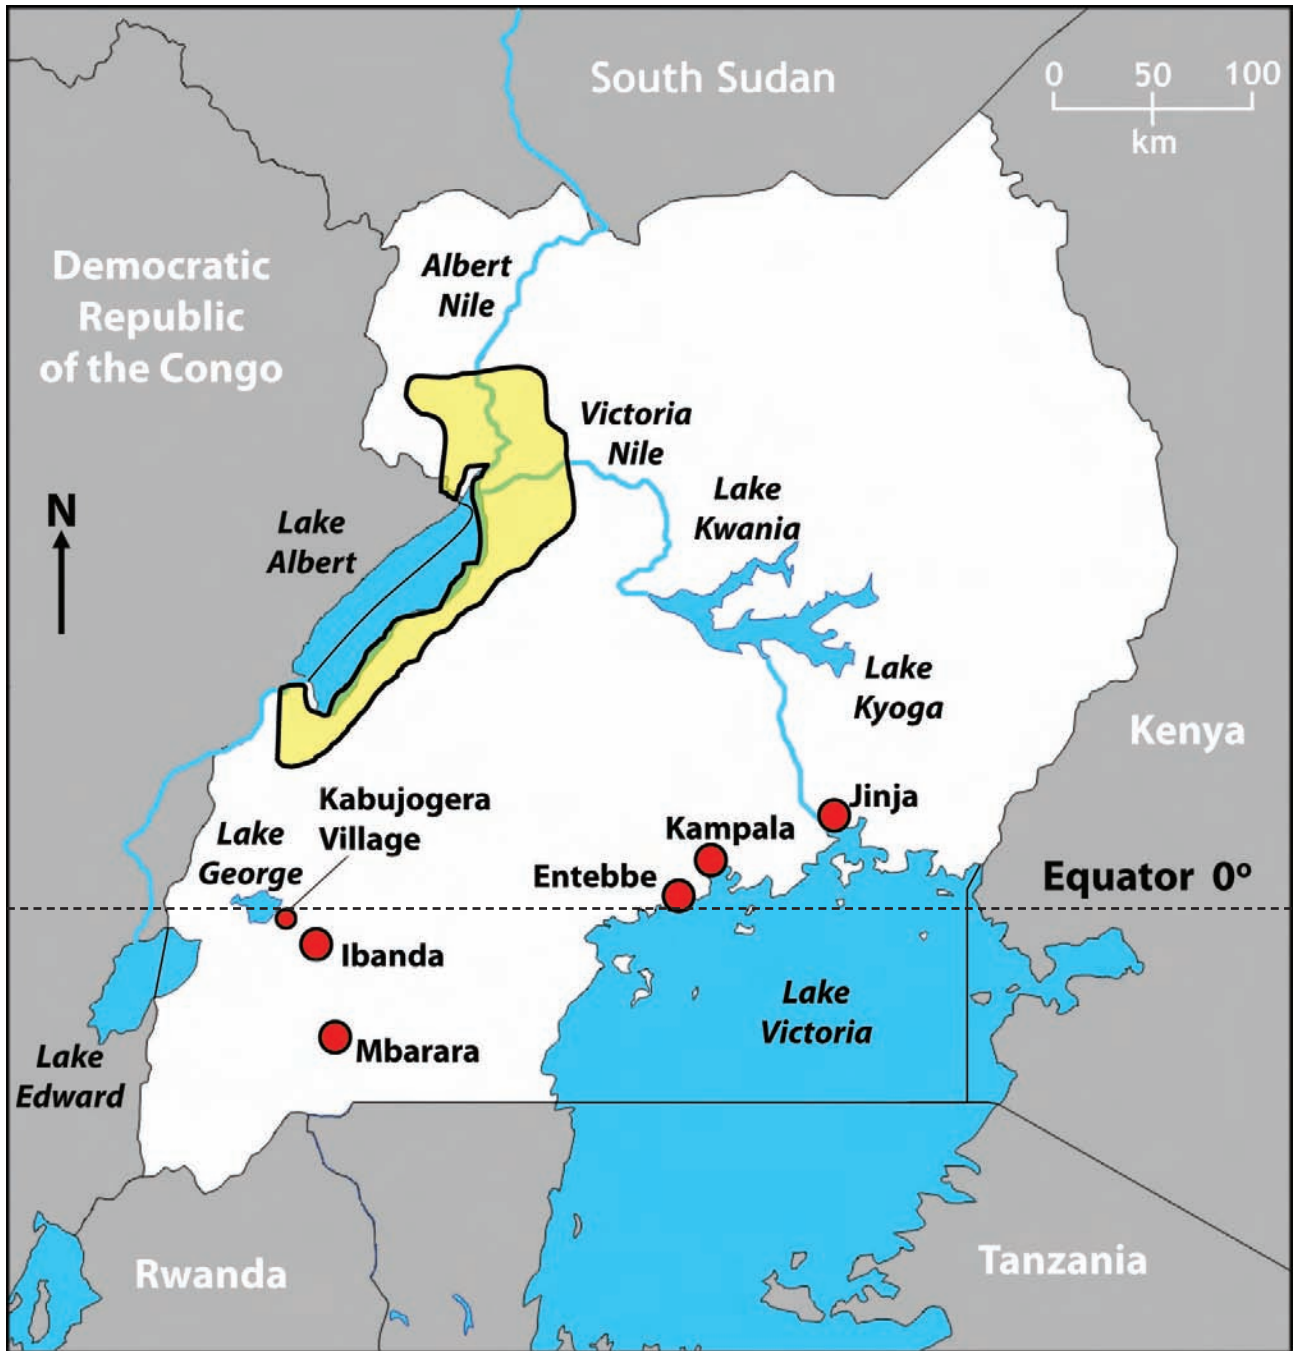 South Sudan
0 50 100
km
Democratic
Republic
of the Congo
Albert
Nile
Victoria
Nile
Lake
Kwania
N
Lake
Albert
Lake
Kyoga
Kenya
Kabujogera
Village
Lake
George
Jinja
Kampala
Entebbe
Equator 0º
Ibanda
Lake
Victoria
Mbarara
Lake
Edward
Rwanda
Tanzania